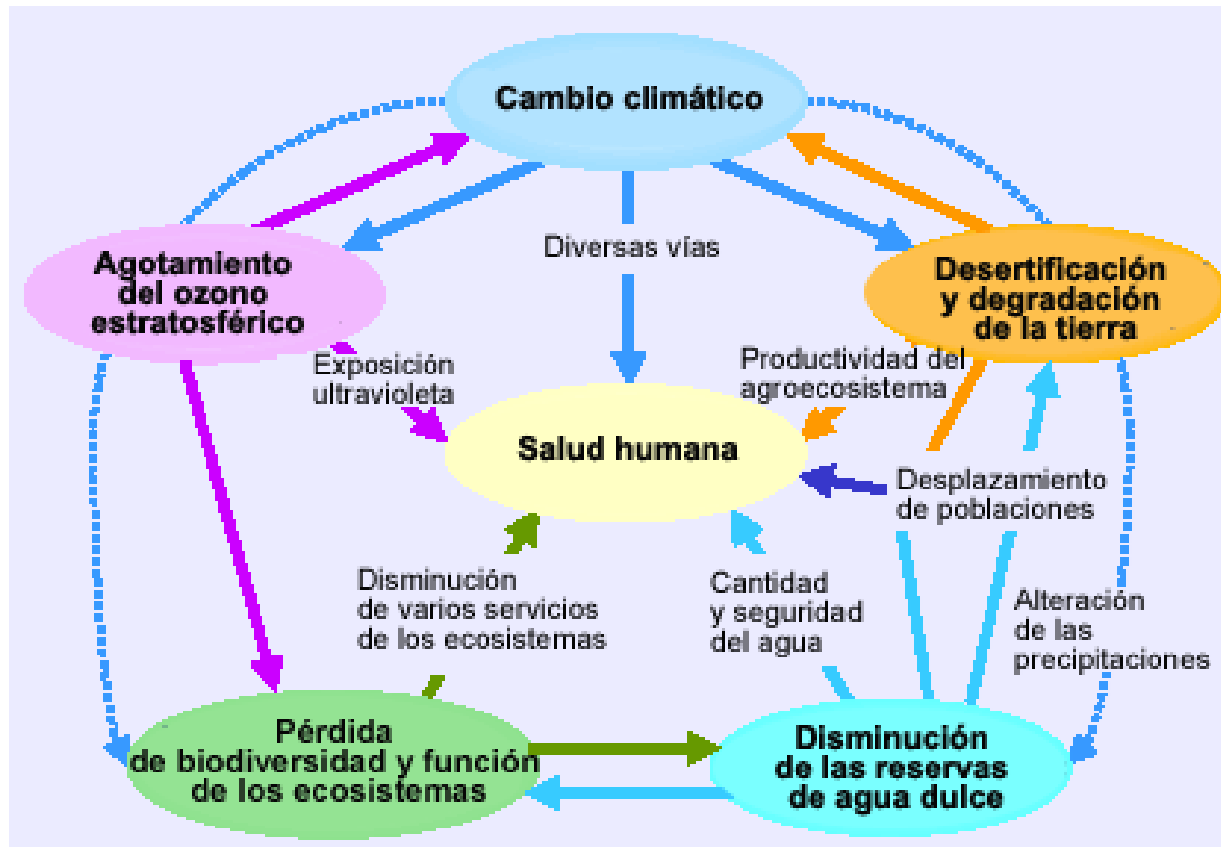 Cambio climático
Diversas vías
Agotamiento
del ozono
estratosférico
Desertificación
y degradación
de la tierra
Exposición
ultravioleta
Productividad del
agroecosistema
Salud humana
Desplazamiento
de poblaciones
Disminución
de varios servicios
de los ecosistemas
Cantidad
y seguridad
del agua
Alteración
de las
precipitaciones
Pérdida
de biodiversidad y función
de los ecosistemas
Disminución
de las reservas
de agua dulce